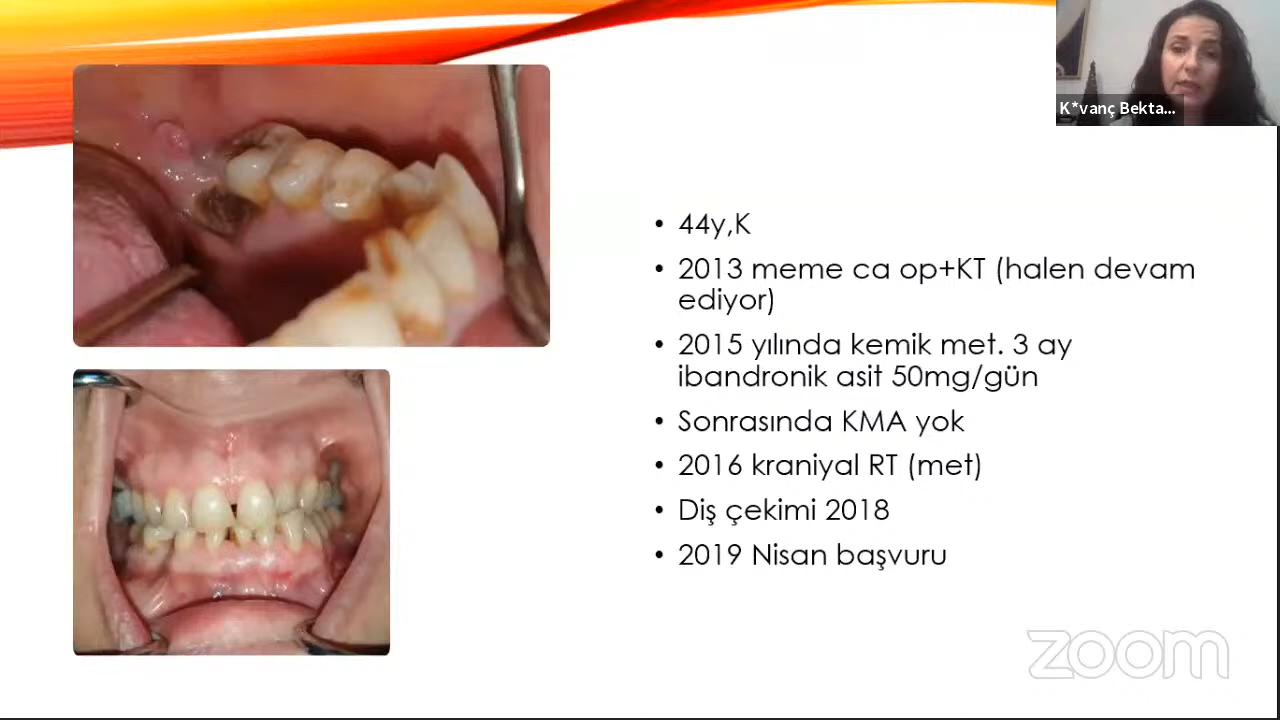 K*vanç Bekta...
• 44y,K
• 2013 meme ca op+KT (halen devam
ediyor)
• 2015 yılında kemik met. 3 ay
ibandronik asit 50mg/gün
• Sonrasında KMA yok
• 2016 kraniyal RT (met)
• Diş çekimi 2018
• 2019 Nisan başvuru
zoom